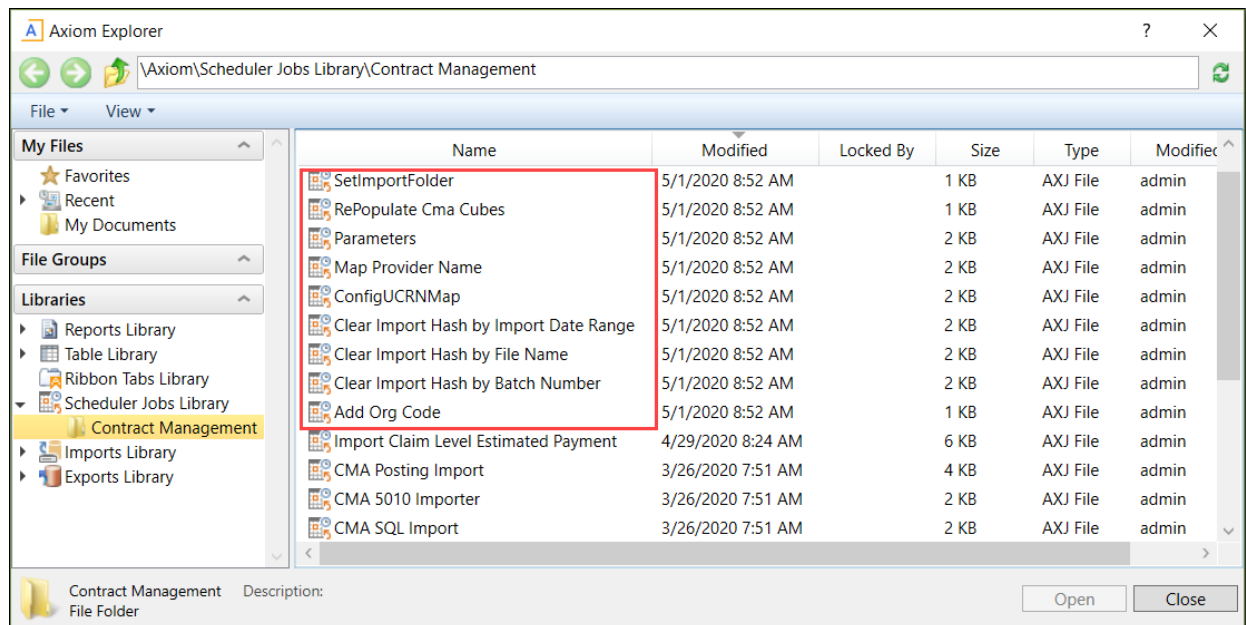 A Axiom Explorer ?
\Axiom\Scheduler Jobs Library\Contract Management
File View
My Files
Favorites
Recent
My Documents
File Groups
Libraries
Reports Library
Table Library
Ribbon Tabs Library
Scheduler Jobs Library
Contract Management
Imports Library
Exports Library
Name Modified Locked By Size Type Modified
SetImportFolder 5/1/2020 8:52 AM 1 KB AXJ File admin
RePopulate Cma Cubes 5/1/2020 8:52 AM 1 KB AXJ File admin
Parameters 5/1/2020 8:52 AM 2 KB AXJ File admin
Map Provider Name 5/1/2020 8:52 AM 2 KB AXJ File admin
ConfigUCRNMap 5/1/2020 8:52 AM 2 KB AXJ File admin
Clear Import Hash by Import Date Range 5/1/2020 8:52 AM 2 KB AXJ File admin
Clear Import Hash by File Name 5/1/2020 8:52 AM 2 KB AXJ File admin
Clear Import Hash by Batch Number 5/1/2020 8:52 AM 2 KB AXJ File admin
Add Org Code 5/1/2020 8:52 AM 1 KB AXJ File admin
Import Claim Level Estimated Payment 4/29/2020 8:24 AM 6 KB AXJ File admin
CMA Posting Import 3/26/2020 7:51 AM 4 KB AXJ File admin
CMA 5010 Importer 3/26/2020 7:51 AM 2 KB AXJ File admin
CMA SQL Import 3/26/2020 7:51 AM 2 KB AXJ File admin
Contract Management Description:
File Folder
Open Close